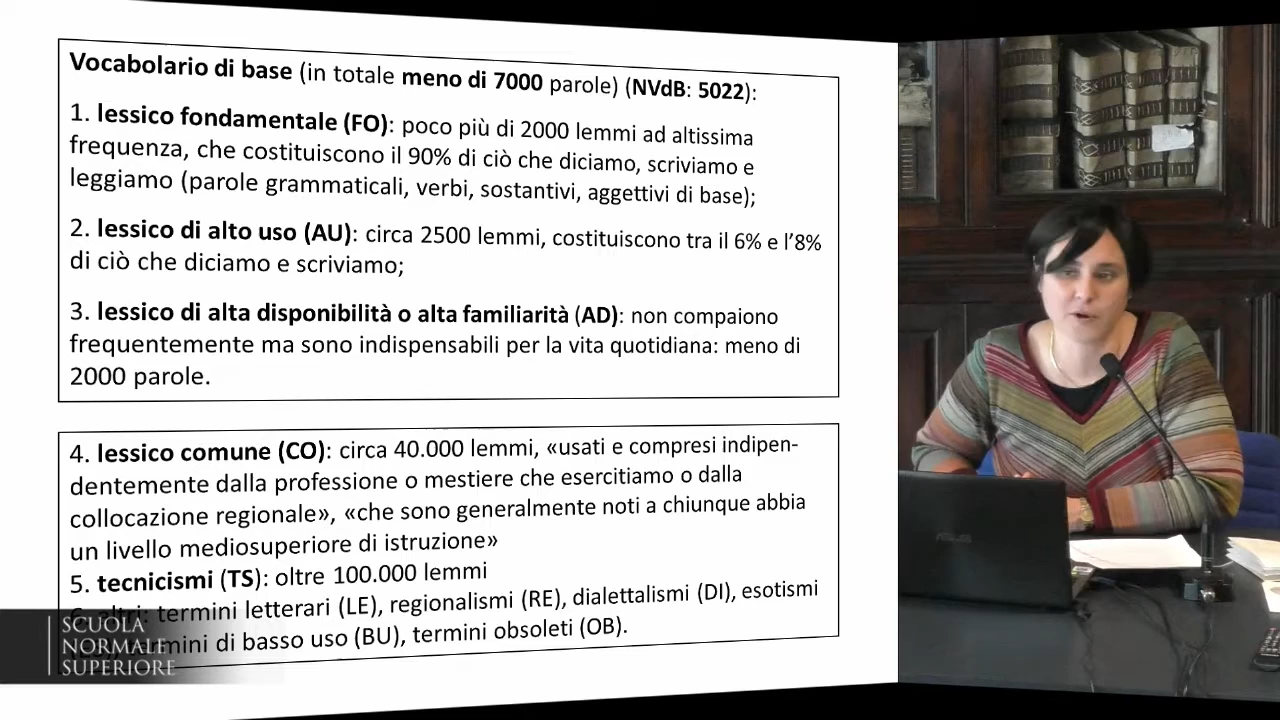 Vocabolario di base (in totale meno di 7000 parole) (NVdB: 5022):
1. lessico fondamentale (FO): poco più di 2000 lemmi ad altissima
frequenza, che costituiscono il 90% di ciò che diciamo, scriviamo e
leggiamo (parole grammaticali, verbi, sostantivi, aggettivi di base);
2. lessico di alto uso (AU): circa 2500 lemmi, costituiscono tra il 6% e l’8%
di ciò che diciamo e scriviamo;
3. lessico di alta disponibilità o alta familiarità (AD): non compaiono
frequentemente ma sono indispensabili per la vita quotidiana: meno di
2000 parole.
4. lessico comune (CO): circa 40.000 lemmi, «usati e compresi indipen-
dentemente dalla professione o mestiere che esercitiamo o dalla
collocazione regionale», «che sono generalmente noti a chiunque abbia
un livello mediosuperiore di istruzione»
5. tecnicismi (TS): oltre 100.000 lemmi
6. altri: termini letterari (LE), regionalismi (RE), dialettalismi (DI), esotismi
termini di basso uso (BU), termini obsoleti (OB).
SCUOLA
NORMALE
SUPERIORE